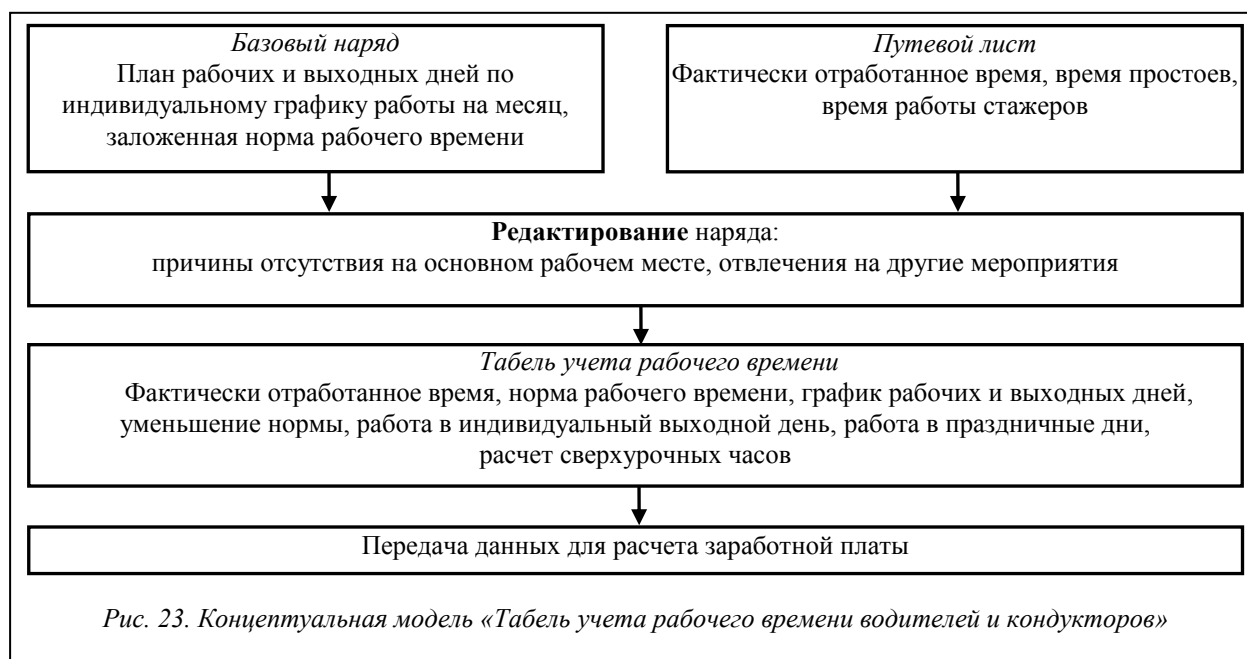 Базовый наряд
План рабочих и выходных дней по
индивидуальному графику работы на месяц,
заложенная норма рабочего времени
Путевой лист
Фактически отработанное время, время простоев,
время работы стажеров
Редактирование наряда:
причины отсутствия на основном рабочем месте, отвлечения на другие мероприятия
Табель учета рабочего времени
Фактически отработанное время, норма рабочего времени, график рабочих и выходных дней,
уменьшение нормы, работа в индивидуальный выходной день, работа в праздничные дни,
расчет сверхурочных часов
Передача данных для расчета заработной платы
Рис. 23. Концептуальная модель «Табель учета рабочего времени водителей и кондукторов»